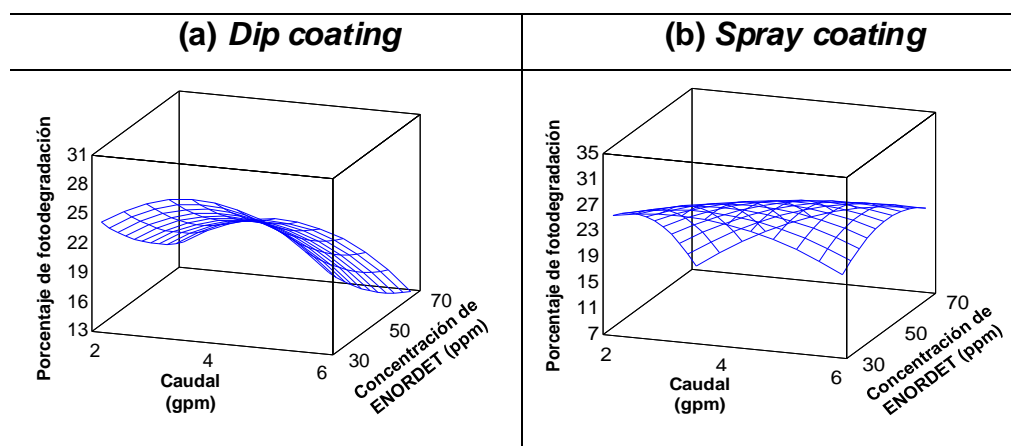 (a) Dip coating
(b) Spray coating
Porcentaje de fotodegradación
31
28
25
22
19
16
13
2
4
6
Caudal
(gpm)
30
50
70
Concentración de
ENORDET (ppm)
Porcentaje de fotodegradación
35
31
27
23
19
15
11
7
2
4
6
Caudal
(gpm)
30
50
70
Concentración de
ENORDET (ppm)